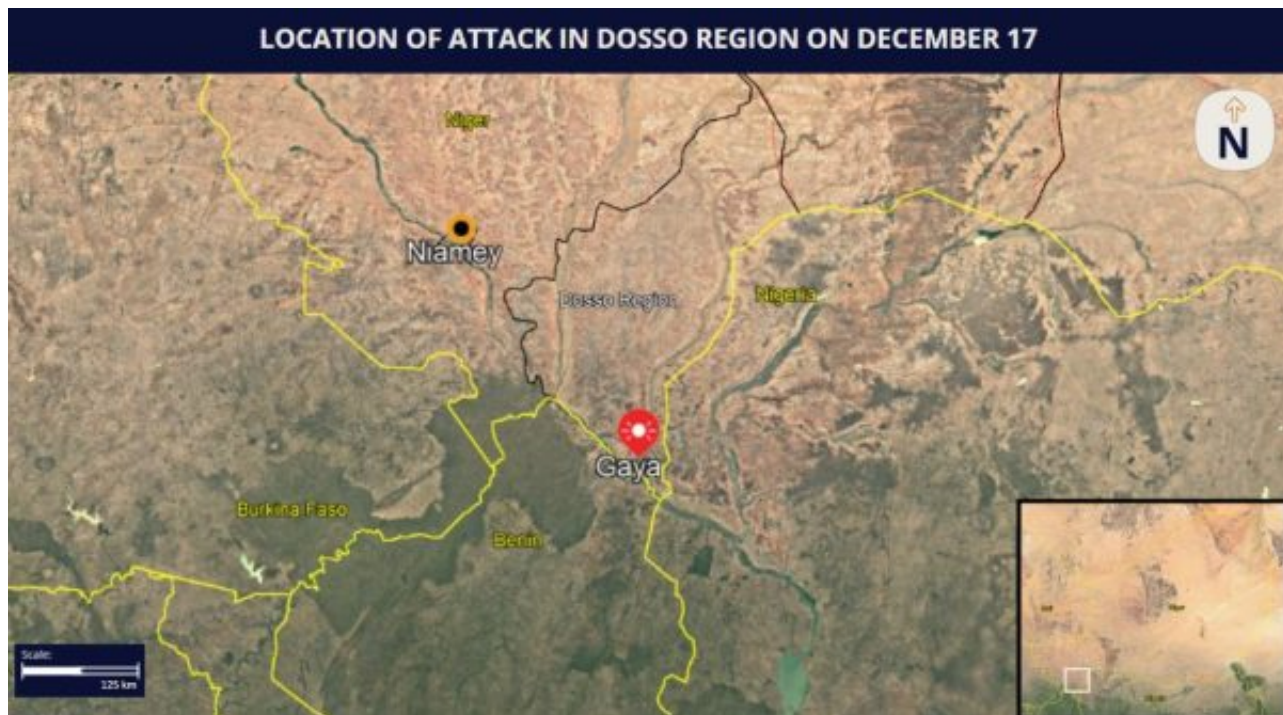 LOCATION OF ATTACK IN DOSSO REGION ON DECEMBER 17
Niger
N
Niamey
Dosso Region
Nigeria
Gaya
Burkina Faso
Benin
Scale:
125 km
Niger